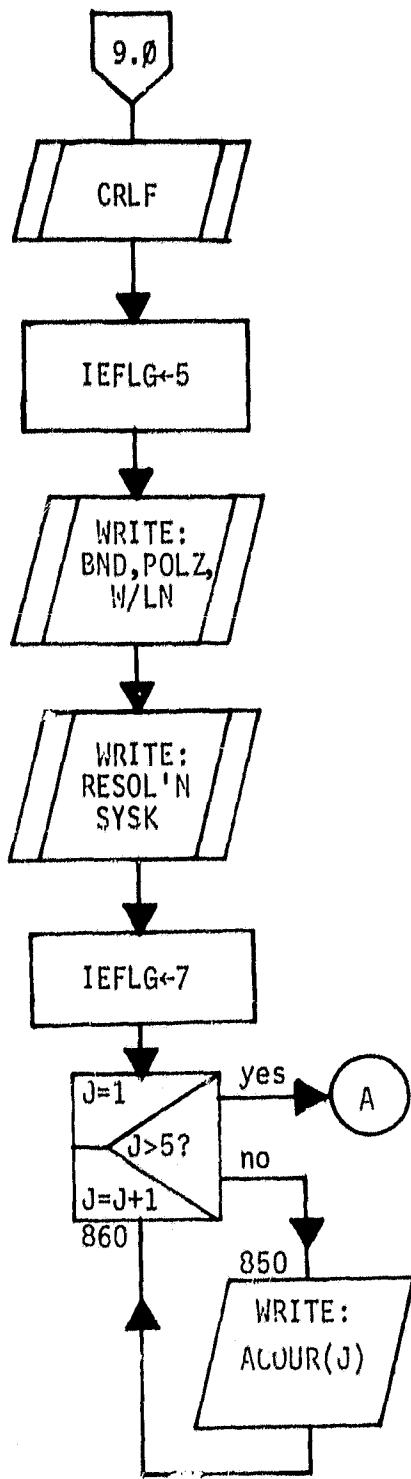 9.Ø
CRLF
IEFLG←5
WRITE:
BND,POLZ,
W/LN
WRITE:
RESOL'N
SYSK
IEFLG←7
J=1
yes
A
J>5?
no
J=J+1
860
850
WRITE: